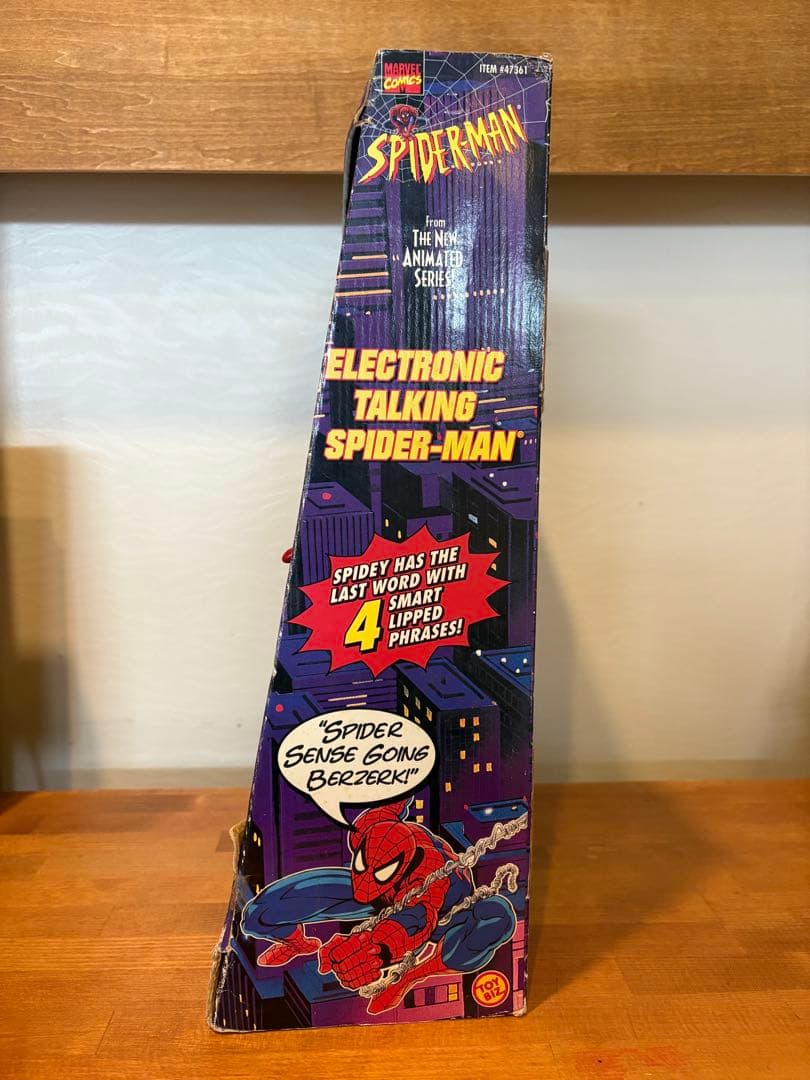 MARVEL
COMICS
ITEM #47361
SPIDER-MAN®
From
THE NEW
ANIMATED
SERIES!
ELECTRONIC
TALKING
SPIDER-MAN®
SPIDEY HAS THE
LAST WORD WITH
4 SMART
LIPPED
PHRASES!
"SPIDER
SENSE GOING
BERZERK!"
TOY
BIZ